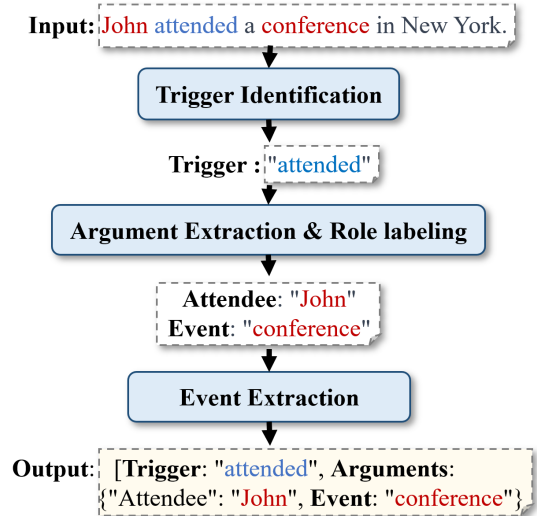 Input: John attended a conference in New York.
Trigger Identification
Trigger : "attended"
Argument Extraction & Role labeling
Attendee: "John"
Event: "conference"
Event Extraction
Output: [Trigger: "attended", Arguments:
{"Attendee": "John", Event: "conference"}